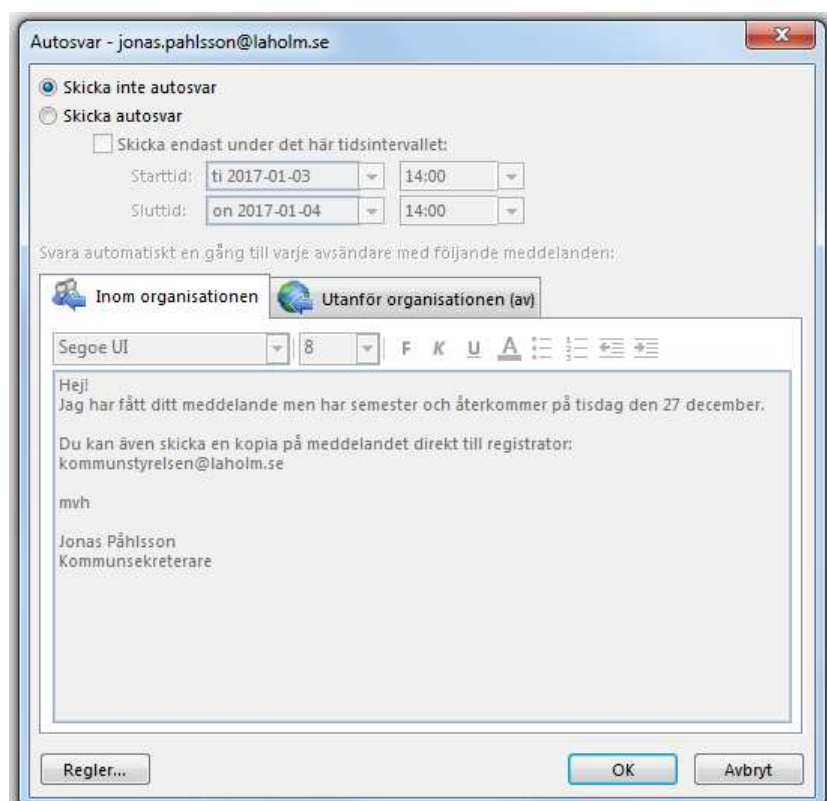 Autosvar - jonas.pahlsson@laholm.se
Skicka inte autosvar
Skicka autosvar
Skicka endast under det här tidsintervallet:
Starttid: ti 2017-01-03 14:00
Sluttid: on 2017-01-04 14:00
Svara automatiskt en gång till varje avsändare med följande meddelanden:
Inom organisationen Utanför organisationen (av)
Segoe UI 8 F K U A
Hej!
Jag har fått ditt meddelande men har semester och återkommer på tisdag den 27 december.
Du kan även skicka en kopia på meddelandet direkt till registrator:
kommunstyrelsen@laholm.se
mvh
Jonas Påhlsson
Kommunsekreterare
Regler... OK Avbryt